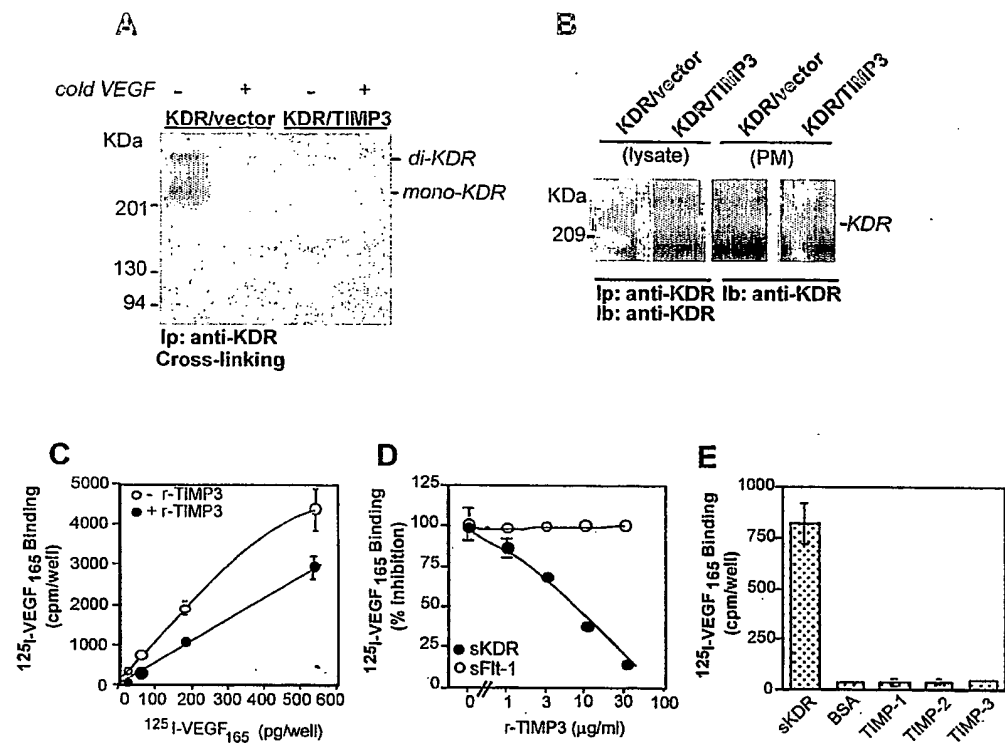 A
cold VEGF - + - +
KDR/vector KDR/TIMP3
KDa
di-KDR
mono-KDR
201
130
94
Ip: anti-KDR
Cross-linking
B
KDR/vector KDR/TIMP3 KDR/vector KDR/TIMP3
(lysate) (PM)
KDa
209
KDR
Ip: anti-KDR Ib: anti-KDR
Ib: anti-KDR
C
5000
4000
3000
2000
1000
0
- r-TIMP3
+ r-TIMP3
125I-VEGF165 Binding
(cpm/well)
0 100 200 300 400 500 600
125I-VEGF165 (pg/well)
D
125
100
75
50
25
0
125I-VEGF165 Binding
(% Inhibition)
sKDR
sFlt-1
0 1 3 10 30
r-TIMP3 (µg/ml)
E
1000
750
500
250
0
125I-VEGF165 Binding
(cpm/well)
sKDR BSA TIMP-1 TIMP-2 TIMP-3